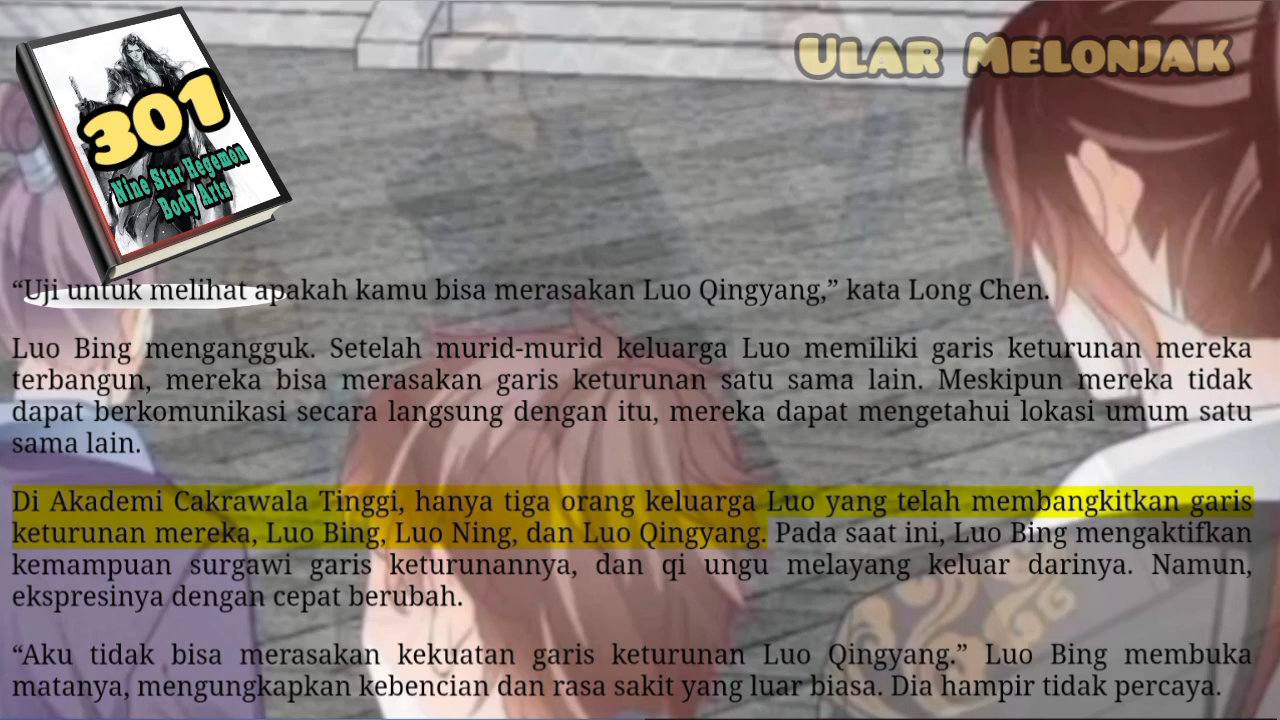 Ular Melonjak
301
Nine Star Hegemon
Body Arts
“Uji untuk melihat apakah kamu bisa merasakan Luo Qingyang,” kata Long Chen.
Luo Bing mengangguk. Setelah murid-murid keluarga Luo memiliki garis keturunan mereka
terbangun, mereka bisa merasakan garis keturunan satu sama lain. Meskipun mereka tidak
dapat berkomunikasi secara langsung dengan itu, mereka dapat mengetahui lokasi umum satu
sama lain.
Di Akademi Cakrawala Tinggi, hanya tiga orang keluarga Luo yang telah membangkitkan garis
keturunan mereka, Luo Bing, Luo Ning, dan Luo Qingyang. Pada saat ini, Luo Bing mengaktifkan
kemampuan surgawi garis keturunannya, dan qi ungu melayang keluar darinya. Namun,
ekspresinya dengan cepat berubah.
“Aku tidak bisa merasakan kekuatan garis keturunan Luo Qingyang.” Luo Bing membuka
matanya, mengungkapkan kebencian dan rasa sakit yang luar biasa. Dia hampir tidak percaya.